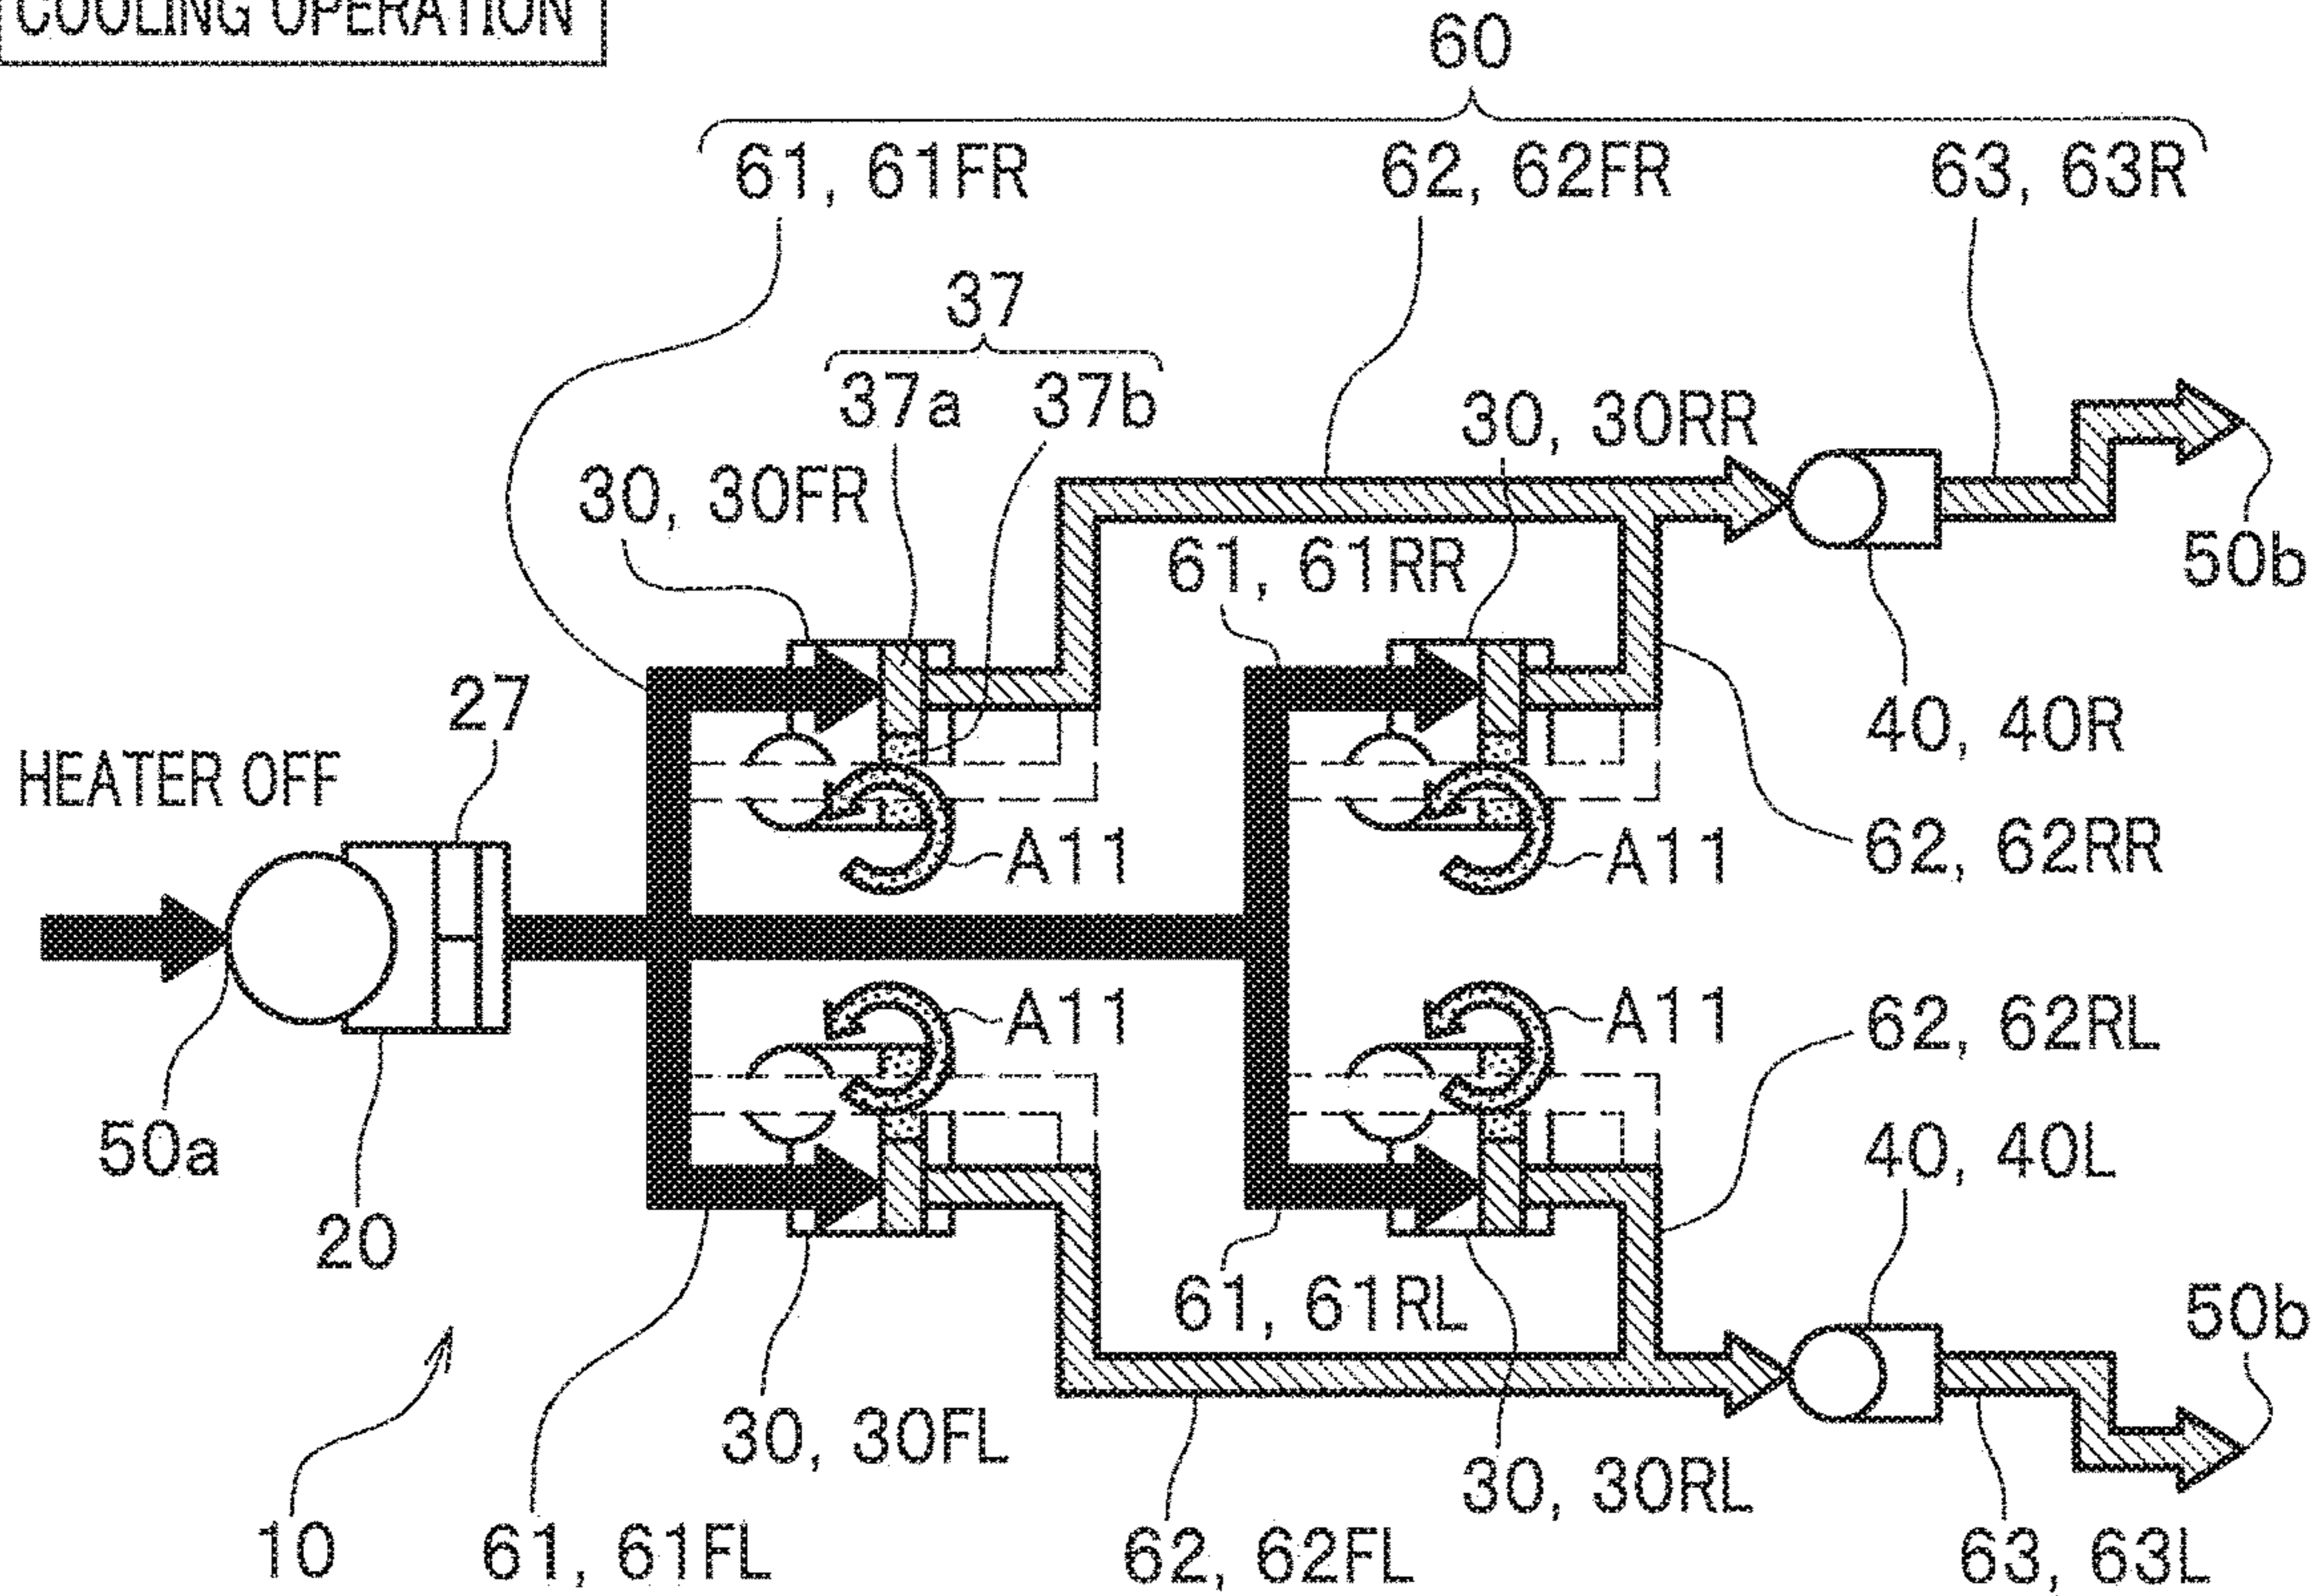 COOLING OPERATION
60
61, 61FR
62, 62FR
63, 63R
37
37a
37b
30, 30RR
30, 30FR
61, 61RR
50b
27
40, 40R
HEATER OFF
A11
A11
62, 62RR
A11
A11
62, 62RL
50a
40, 40L
20
61, 61RL
50b
30, 30FL
30, 30RL
10
61, 61FL
62, 62FL
63, 63L